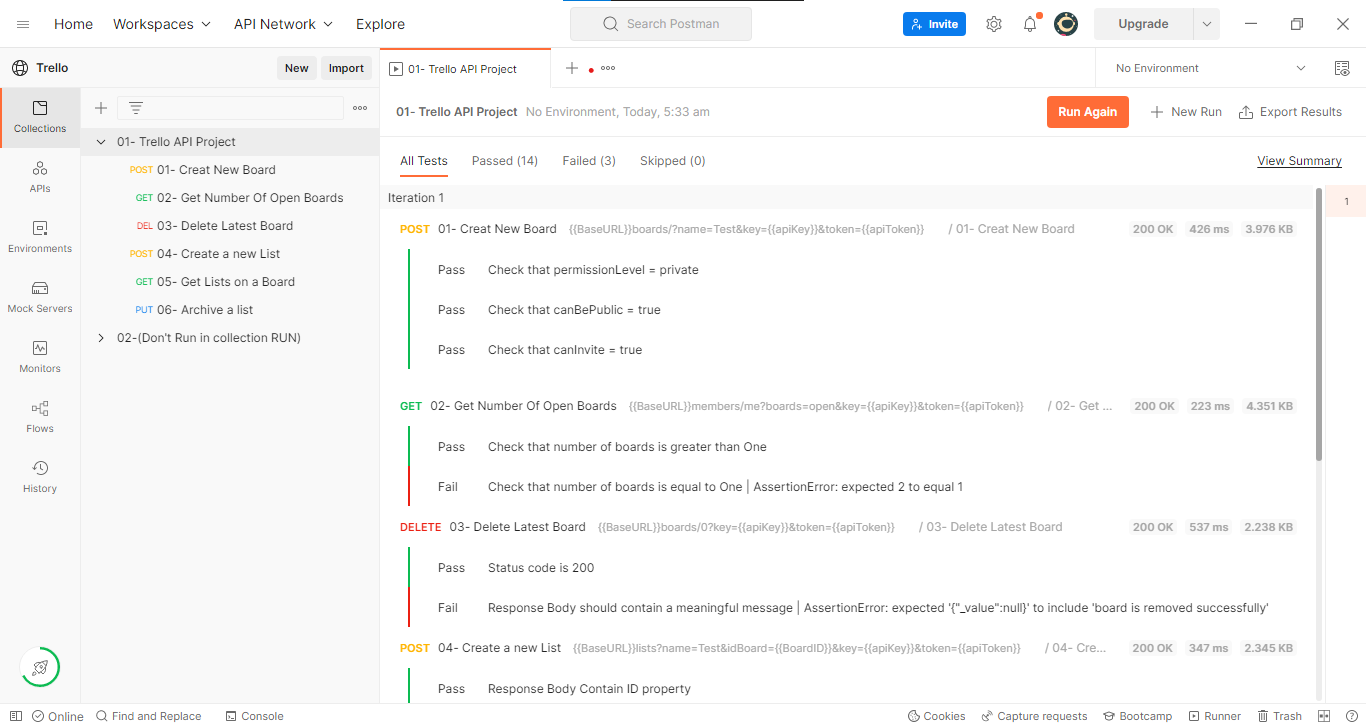 Home Workspaces API Network Explore Search Postman Invite Upgrade
Trello New Import 01- Trello API Project No Environment
Collections
APIs
Environments
Mock Servers
Monitors
Flows
History
01- Trello API Project
POST 01- Creat New Board
GET 02- Get Number Of Open Boards
DEL 03- Delete Latest Board
POST 04- Create a new List
GET 05- Get Lists on a Board
PUT 06- Archive a list
02-(Don't Run in collection RUN)
01- Trello API Project No Environment, Today, 5:33 am Run Again New Run Export Results
All Tests Passed (14) Failed (3) Skipped (0) View Summary
Iteration 1 1
POST 01- Creat New Board {{BaseURL}}boards/?name=Test&key={{apiKey}}&token={{apiToken}} / 01- Creat New Board 200 OK 426 ms 3.976 KB
Pass Check that permissionLevel = private
Pass Check that canBePublic = true
Pass Check that canInvite = true
GET 02- Get Number Of Open Boards {{BaseURL}}members/me?boards=open&key={{apiKey}}&token={{apiToken}} / 02- Get ... 200 OK 223 ms 4.351 KB
Pass Check that number of boards is greater than One
Fail Check that number of boards is equal to One | AssertionError: expected 2 to equal 1
DELETE 03- Delete Latest Board {{BaseURL}}boards/0?key={{apiKey}}&token={{apiToken}} / 03- Delete Latest Board 200 OK 537 ms 2.238 KB
Pass Status code is 200
Fail Response Body should contain a meaningful message | AssertionError: expected '{"_value":null}' to include 'board is removed successfully'
POST 04- Create a new List {{BaseURL}}lists?name=Test&idBoard={{BoardID}}&key={{apiKey}}&token={{apiToken}} / 04- Cre... 200 OK 347 ms 2.345 KB
Pass Response Body Contain ID property
Online Find and Replace Console Cookies Capture requests Bootcamp Runner Trash